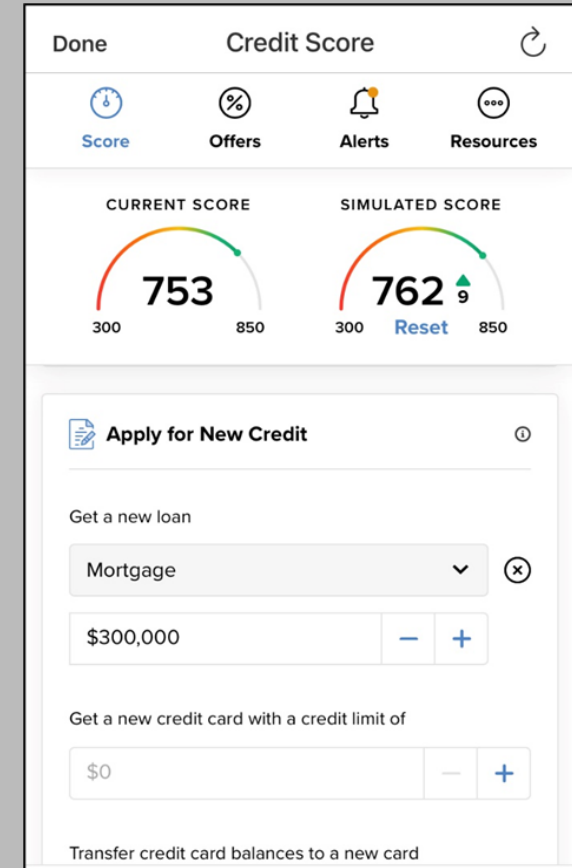 Done Credit Score
Score Offers Alerts Resources
CURRENT SCORE SIMULATED SCORE
753 762 9
300 850 300 Reset 850
Apply for New Credit
Get a new loan
Mortgage
$300,000
Get a new credit card with a credit limit of
$0
Transfer credit card balances to a new card